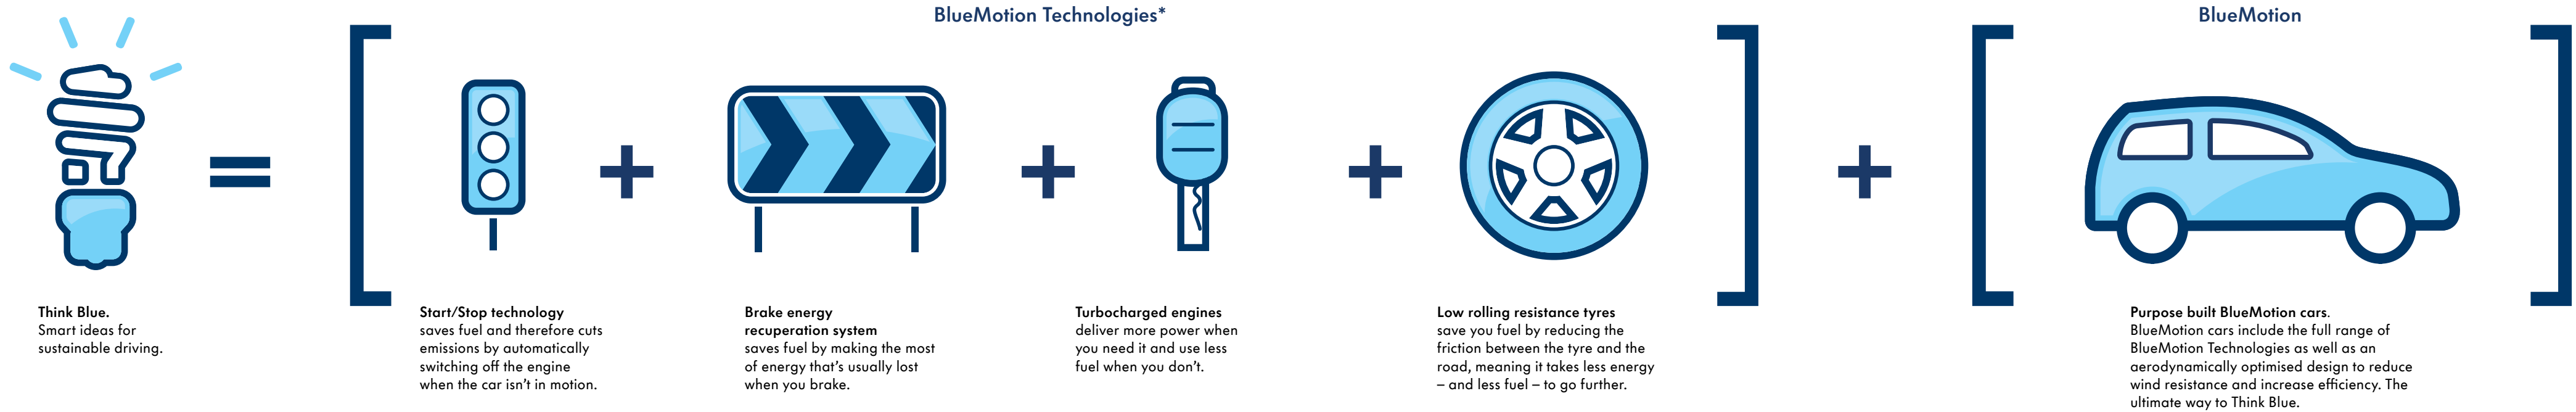 BlueMotion Technologies*
BlueMotion
Think Blue.
Smart ideas for
sustainable driving.
Start/Stop technology
saves fuel and therefore cuts
emissions by automatically
switching off the engine
when the car isn't in motion.
Brake energy
recuperation system
saves fuel by making the most
of energy that's usually lost
when you brake.
Turbocharged engines
deliver more power when
you need it and use less
fuel when you don't.
Low rolling resistance tyres
save you fuel by reducing the
friction between the tyre and the
road, meaning it takes less energy
– and less fuel – to go further.
Purpose built BlueMotion cars.
BlueMotion cars include the full range of
BlueMotion Technologies as well as an
aerodynamically optimised design to reduce
wind resistance and increase efficiency. The
ultimate way to Think Blue.